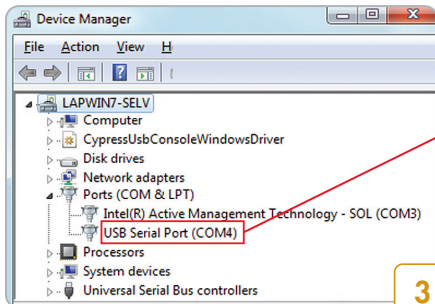 Device Manager
File Action View H
LAPWIN7-SELV
Computer
CypressUsbConsoleWindowsDriver
Disk drives
Network adapters
Ports (COM & LPT)
Intel(R) Active Management Technology - SOL (COM3)
USB Serial Port (COM4)
Processors
System devices
Universal Serial Bus controllers
3